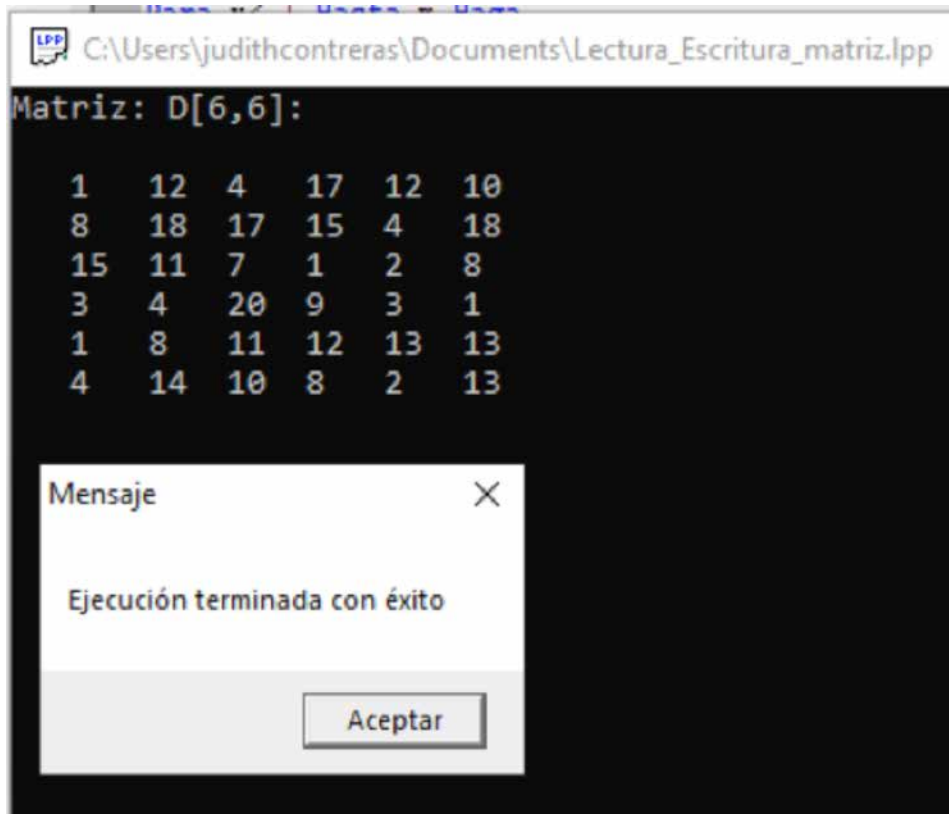 LPP C:\Users\judithcontreras\Documents\Lectura_Escritura_matriz.lpp
Matriz: D[6,6]:
1 12 4 17 12 10
8 18 17 15 4 18
15 11 7 1 2 8
3 4 20 9 3 1
1 8 11 12 13 13
4 14 10 8 2 13
Mensaje
Ejecución terminada con éxito
Aceptar